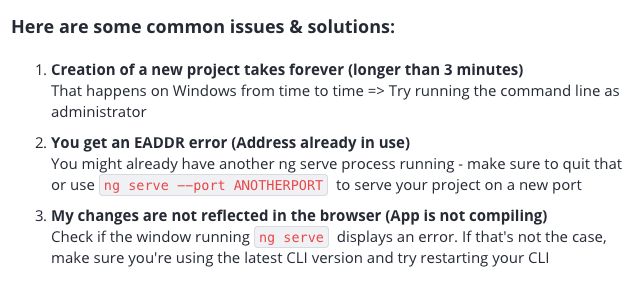 Here are some common issues & solutions:
1. Creation of a new project takes forever (longer than 3 minutes)
That happens on Windows from time to time => Try running the command line as
administrator
2. You get an EADDR error (Address already in use)
You might already have another ng serve process running - make sure to quit that
or use ng serve --port ANOTHERPORT to serve your project on a new port
3. My changes are not reflected in the browser (App is not compiling)
Check if the window running ng serve displays an error. If that's not the case,
make sure you're using the latest CLI version and try restarting your CLI